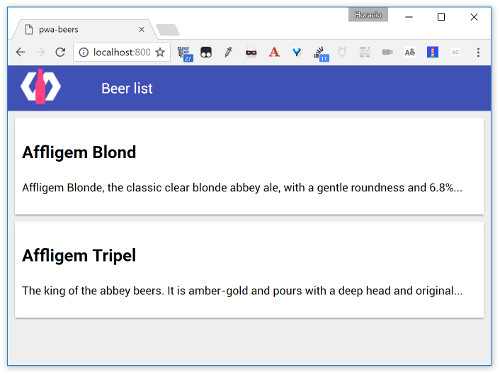 Horacio
pwa-beers
localhost:800
27
11
Beer list
Affligem Blond
Affligem Blonde, the classic clear blonde abbey ale, with a gentle roundness and 6.8%...
Affligem Tripel
The king of the abbey beers. It is amber-gold and pours with a deep head and original...